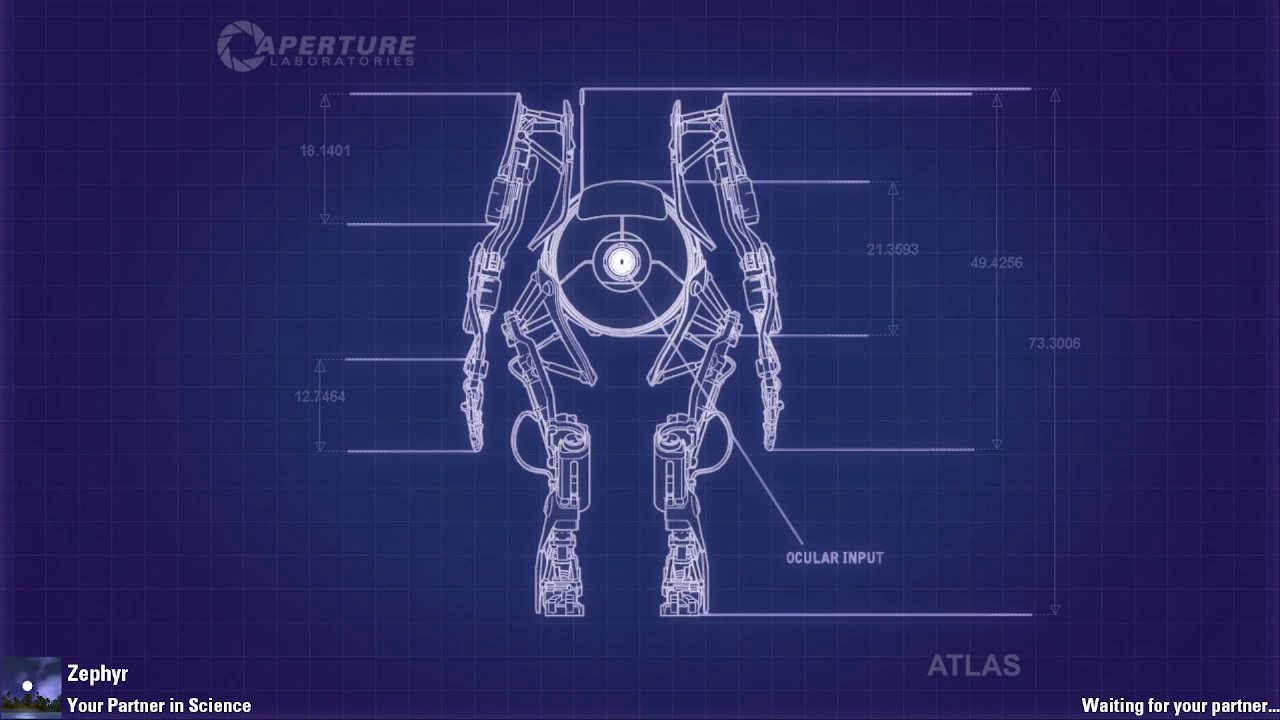 APERTURE
LABORATORIES
18.1401
21.3593
49.4256
73.3006
12.7464
OCULAR INPUT
ATLAS
Zephyr
Your Partner in Science
Waiting for your partner...